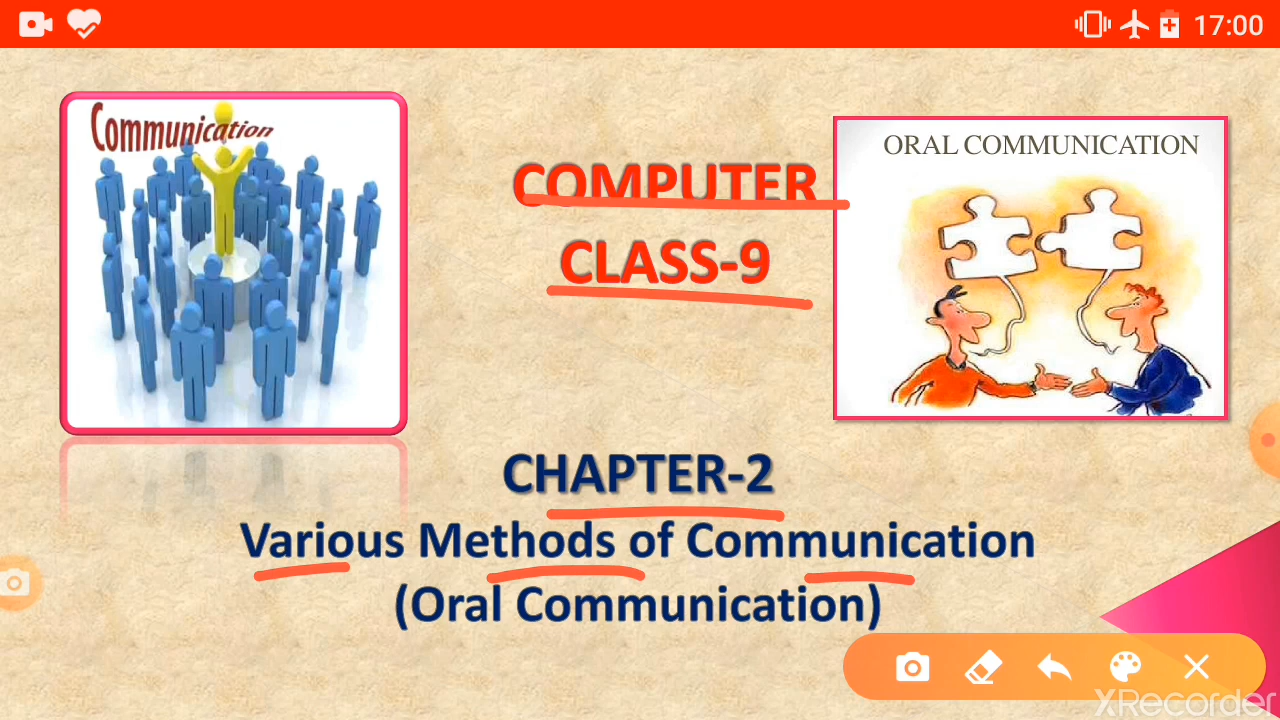 17:00
Communication
ORAL COMMUNICATION
COMPUTER
CLASS-9
CHAPTER-2
Various Methods of Communication
(Oral Communication)
XRecorder